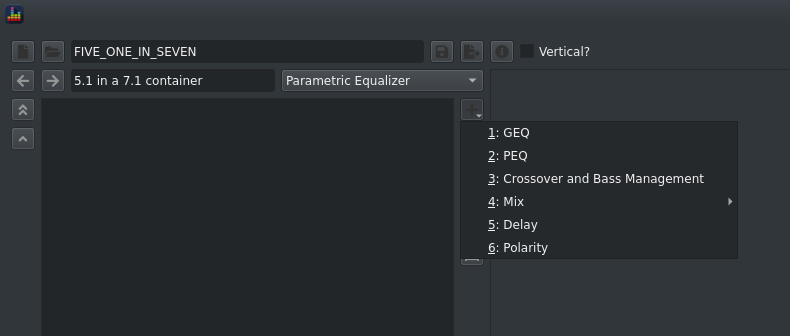 FIVE_ONE_IN_SEVEN
Vertical?
5.1 in a 7.1 container
Parametric Equalizer
1: GEQ
2: PEQ
3: Crossover and Bass Management
4: Mix
5: Delay
6: Polarity